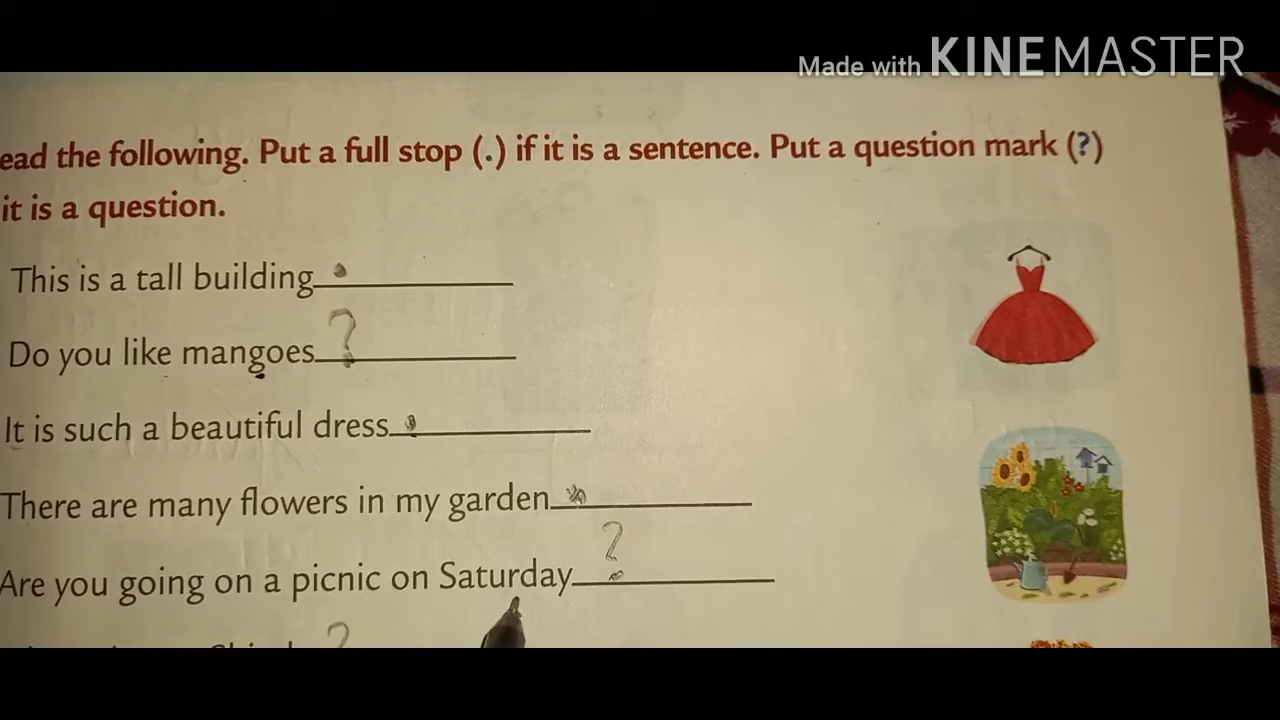 Made with KINEMASTER
ead the following. Put a full stop (.) if it is a sentence. Put a question mark (?)
it is a question.
This is a tall building.
Do you like mangoes ?
It is such a beautiful dress.
There are many flowers in my garden.
Are you going on a picnic on Saturday ?
?